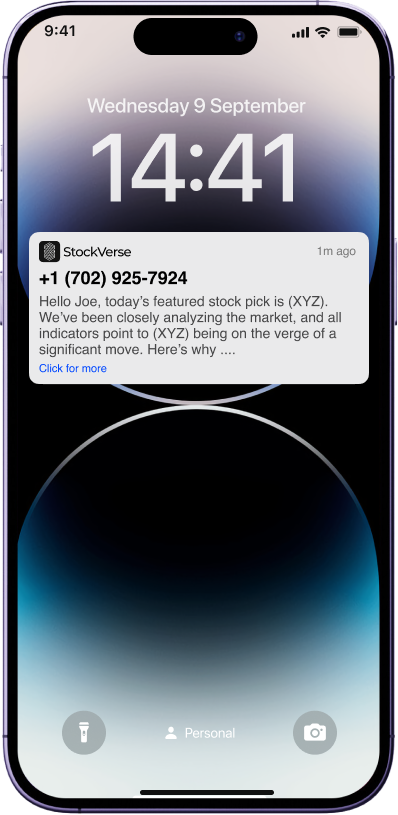 9:41
Wednesday 9 September
14:41
StockVerse 1m ago
+1 (702) 925-7924
Hello Joe, today’s featured stock pick is (XYZ).
We’ve been closely analyzing the market, and all
indicators point to (XYZ) being on the verge of a
significant move. Here’s why ....
Click for more
Personal